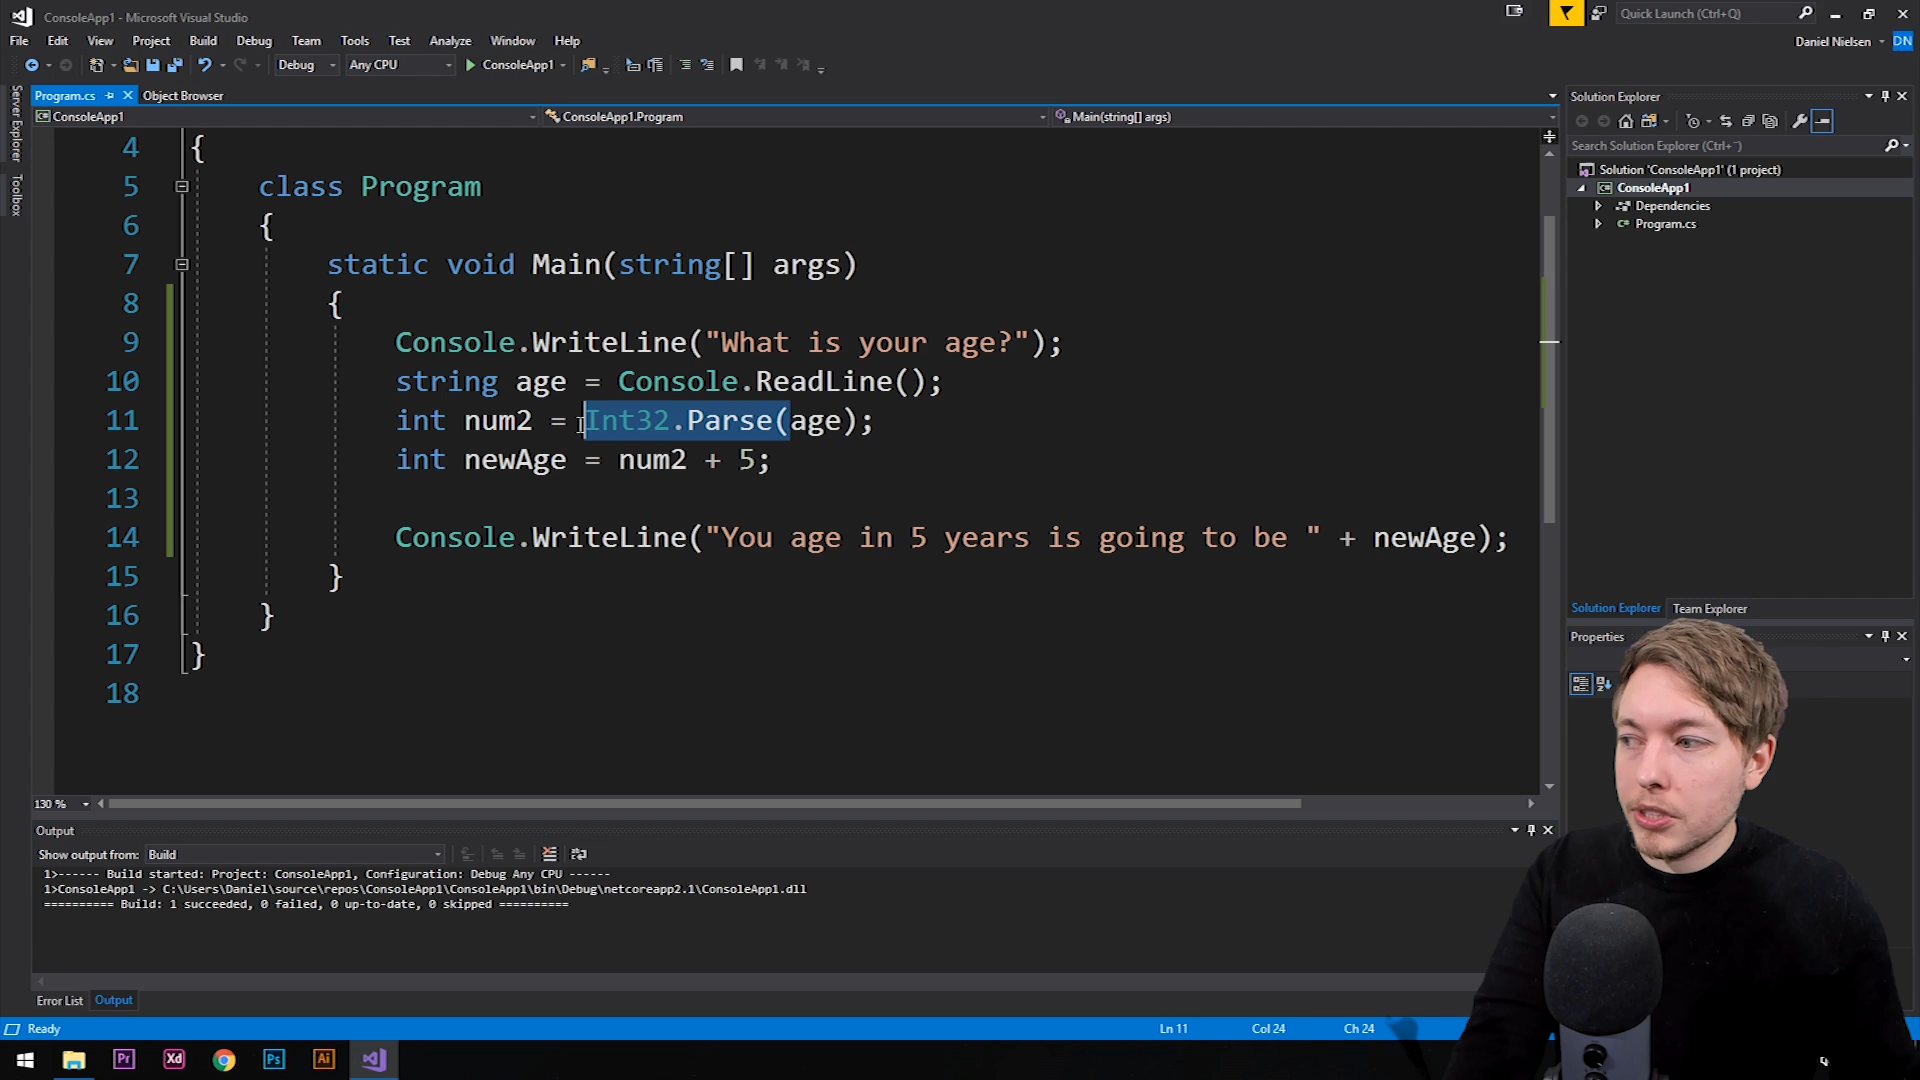 ConsoleApp1 - Microsoft Visual Studio
Quick Launch (Ctrl+Q)
File Edit View Project Build Debug Team Tools Test Analyze Window Help
Daniel Nielsen DN
Debug Any CPU ConsoleApp1
Server Explorer
Toolbox
Program.cs Object Browser
ConsoleApp1 ConsoleApp1.Program Main(string[] args)
4 {
5 class Program
6 {
7 static void Main(string[] args)
8 {
9 Console.WriteLine("What is your age?");
10 string age = Console.ReadLine();
11 int num2 = Int32.Parse(age);
12 int newAge = num2 + 5;
13
14 Console.WriteLine("You age in 5 years is going to be " + newAge);
15 }
16 }
17 }
18
130 %
Solution Explorer
Search Solution Explorer (Ctrl+¨)
Solution 'ConsoleApp1' (1 project)
ConsoleApp1
Dependencies
C# Program.cs
Solution Explorer Team Explorer
Properties
Output
Show output from: Build
1>------ Build started: Project: ConsoleApp1, Configuration: Debug Any CPU ------
1>ConsoleApp1 -> C:\Users\Daniel\source\repos\ConsoleApp1\ConsoleApp1\bin\Debug\netcoreapp2.1\ConsoleApp1.dll
========== Build: 1 succeeded, 0 failed, 0 up-to-date, 0 skipped ==========
Error List Output
Ready Ln 11 Col 24 Ch 24
Pr Xd Ps Ai